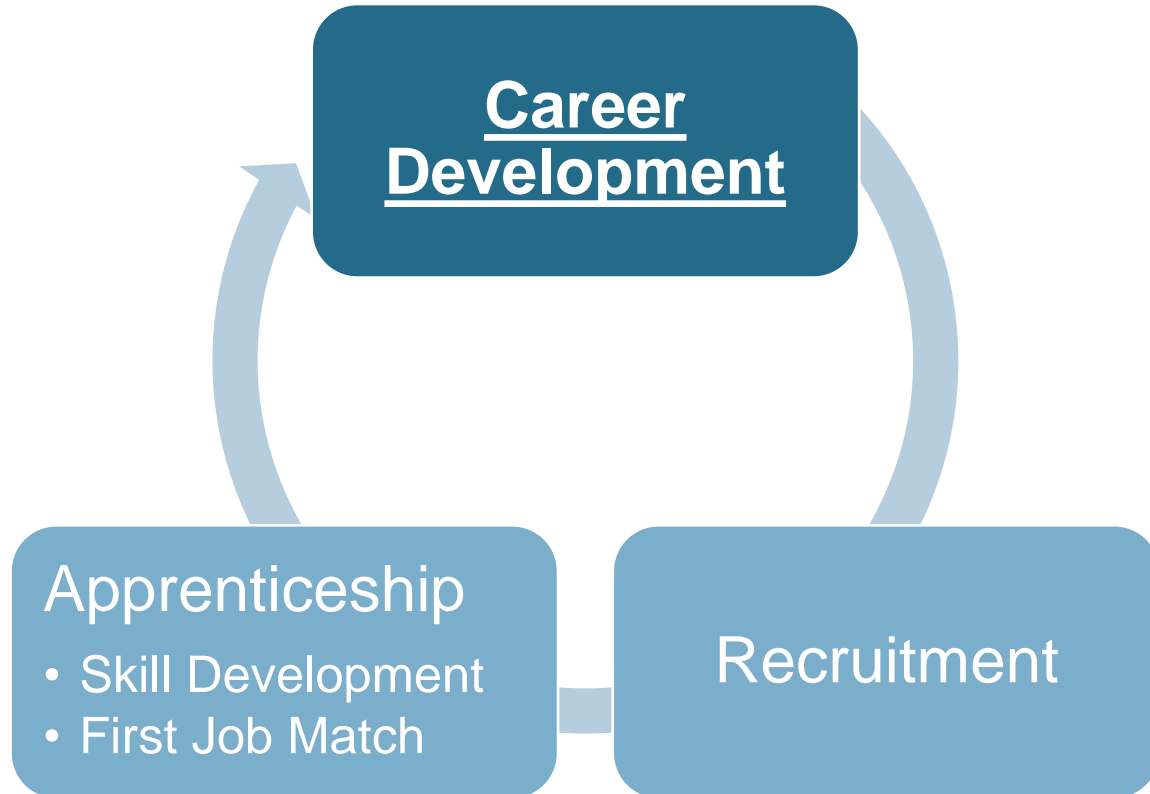 Career
Development
Apprenticeship
• Skill Development
• First Job Match
Recruitment